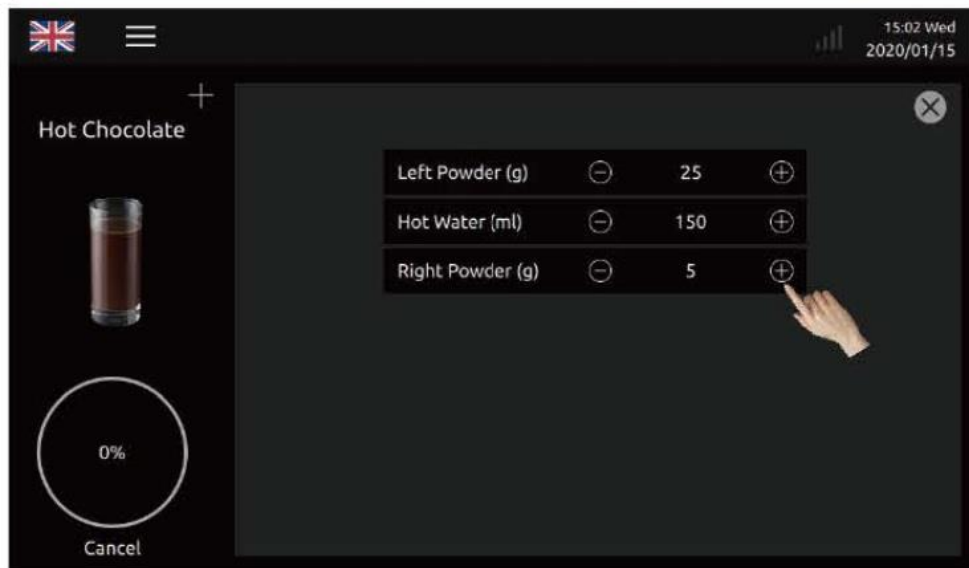 15:02 Wed
2020/01/15
Hot Chocolate
Left Powder (g) 25
Hot Water (ml) 150
Right Powder (g) 5
0%
Cancel